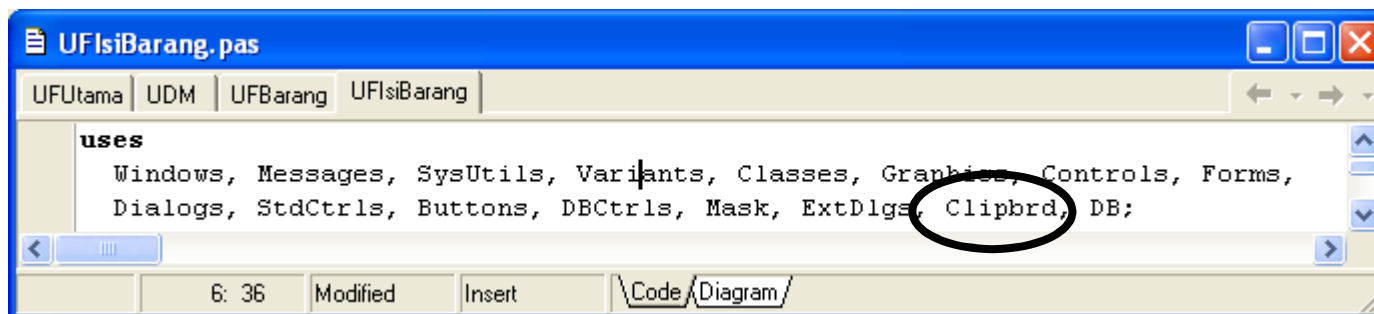 UFIsiBarang.pas
UFUtama UDM UFBarang UFIsiBarang
uses
Windows, Messages, SysUtils, Variants, Classes, Graphics, Controls, Forms,
Dialogs, StdCtrls, Buttons, DBCtrls, Mask, ExtDlgs, Clipbrd, DB;
6: 36 Modified Insert Code Diagram